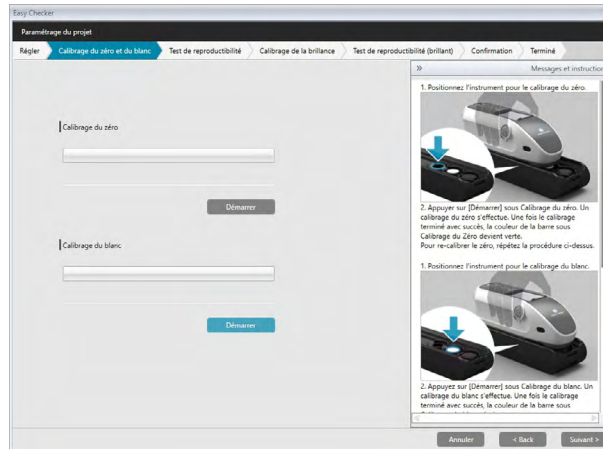 Easy Checker
Paramétrage du projet
Régler
Calibrage du zéro et du blanc
Test de reproductibilité
Calibrage de la brillance
Test de reproductibilité (brillant)
Confirmation
Terminé
Calibrage du zéro
Démarrer
Calibrage du blanc
Démarrer
»
Messages et instruction
1. Positionnez l'instrument pour le calibrage du zéro.
2. Appuyer sur [Démarrer] sous Calibrage du zéro. Un
calibrage du zéro s'effectue. Une fois le calibrage
terminé avec succès, la couleur de la barre sous
Calibrage du Zéro devient verte.
Pour re-calibrer le zéro, répétez la procédure ci-dessus.
1. Positionnez l'instrument pour le calibrage du blanc.
2. Appuyez sur [Démarrer] sous Calibrage du blanc. Un
calibrage du blanc s'effectue. Une fois le calibrage
terminé avec succès, la couleur de la barre sous
Annuler
< Back
Suivant >